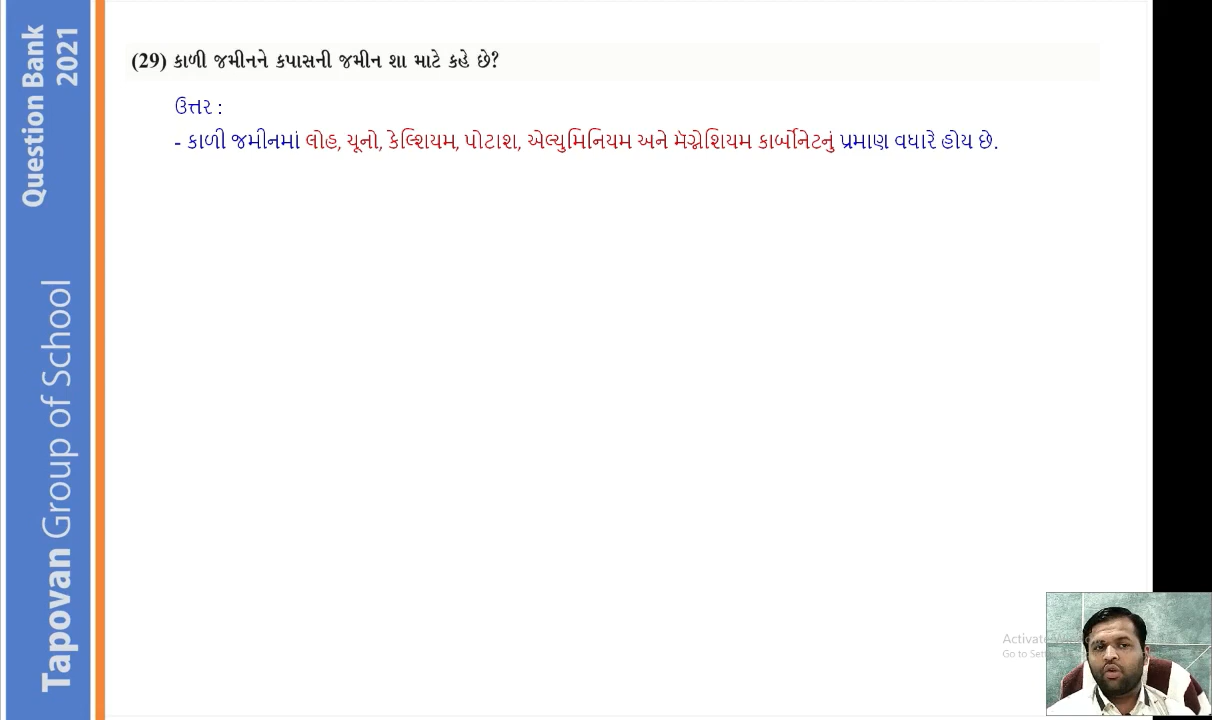 Question Bank
2021
Tapovan Group of School
(29) કાળી જમીનને કપાસની જમીન શા માટે કહે છે?
ઉત્તર :
- કાળી જમીનમાં લોહ, ચૂનો, કેલ્શિયમ, પોટાશ, એલ્યુમિનિયમ અને મૅગ્નેશિયમ કાર્બોનેટનું પ્રમાણ વધારે હોય છે.
Activate